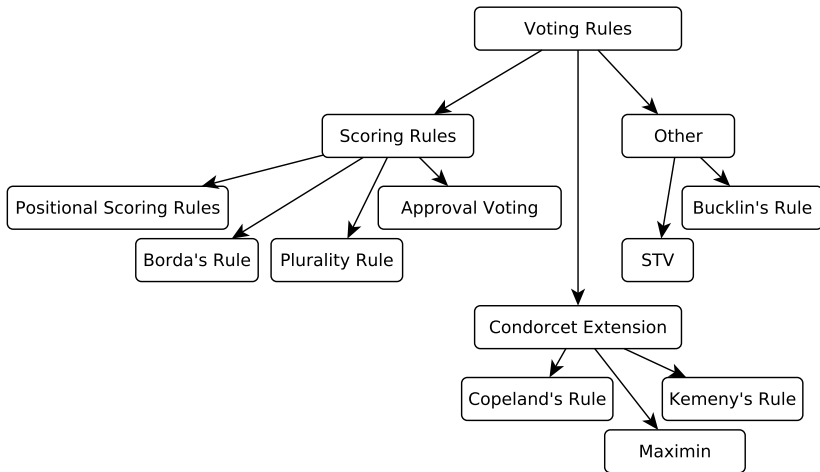 Voting Rules
Scoring Rules
Other
Positional Scoring Rules
Approval Voting
Bucklin's Rule
Borda's Rule
Plurality Rule
STV
Condorcet Extension
Copeland's Rule
Kemeny's Rule
Maximin